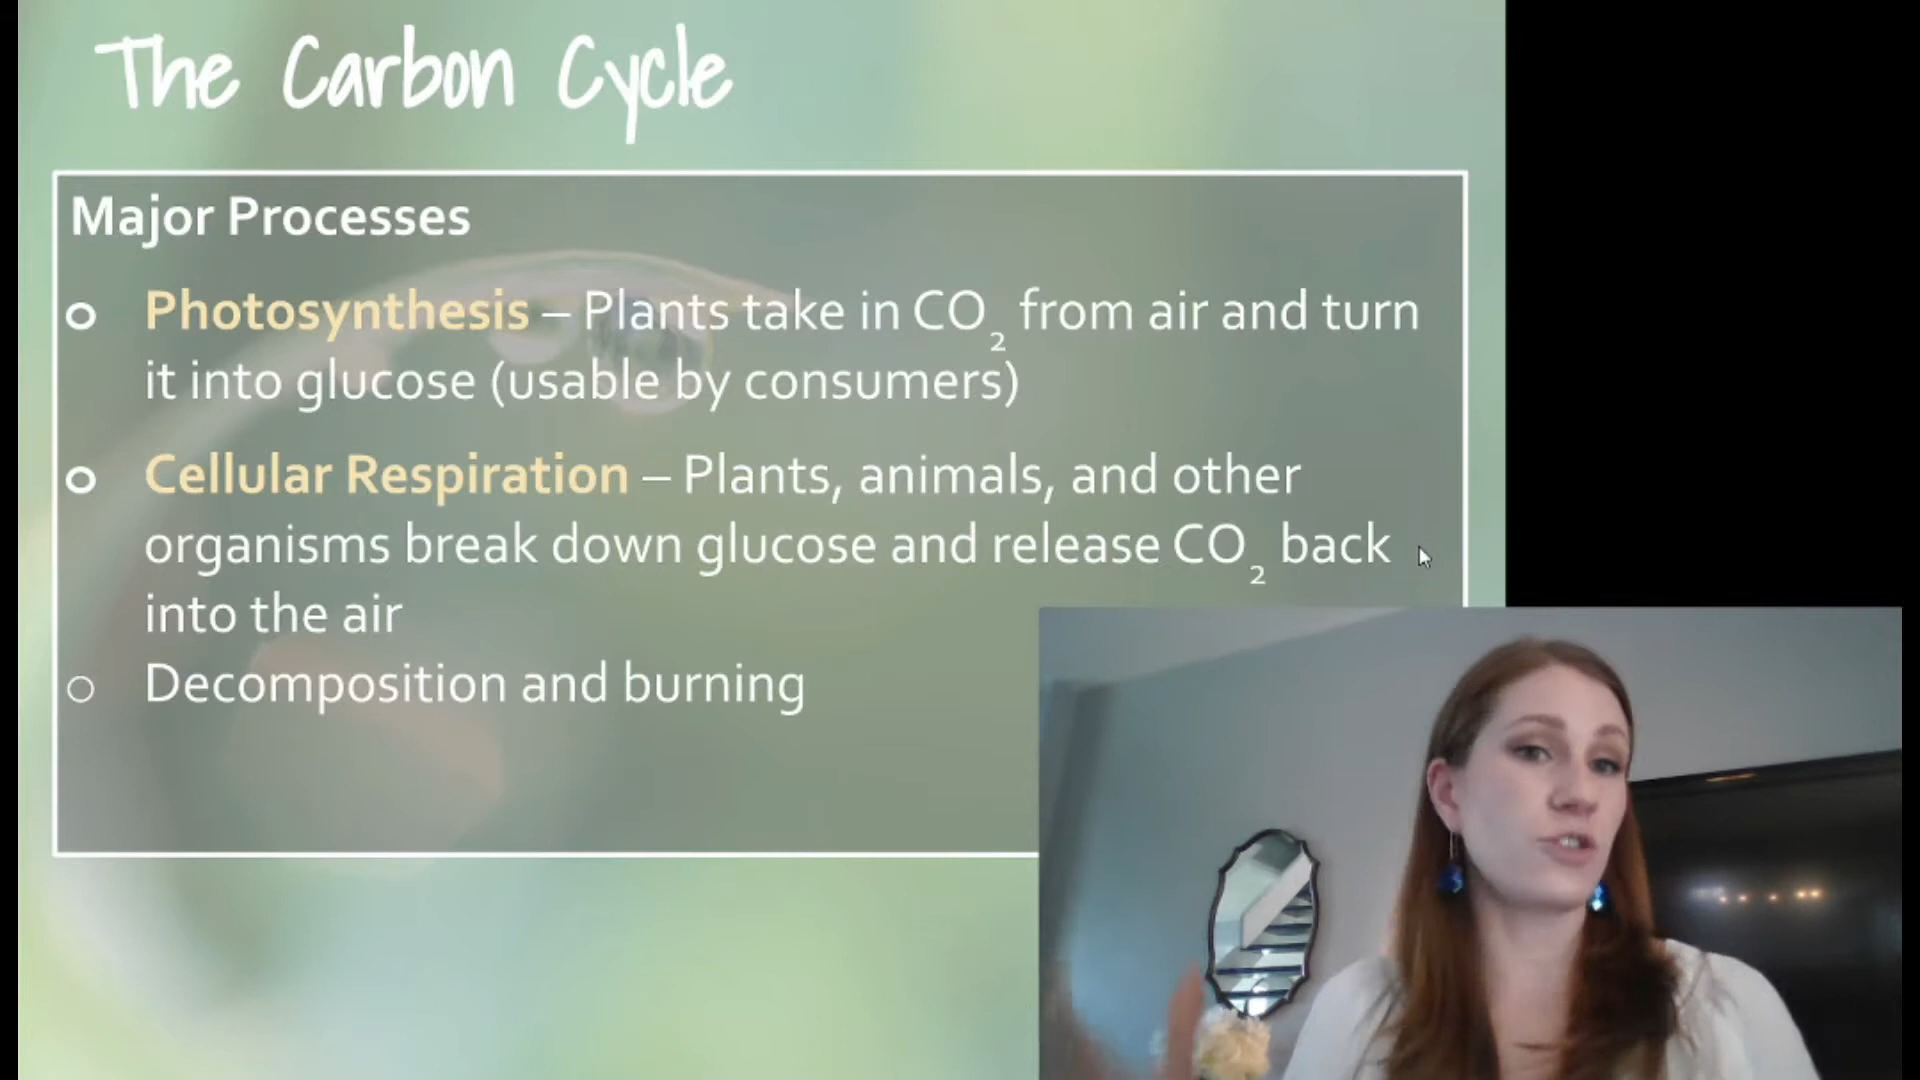 The Carbon Cycle
Major Processes
o Photosynthesis – Plants take in CO₂ from air and turn
it into glucose (usable by consumers)
o Cellular Respiration – Plants, animals, and other
organisms break down glucose and release CO₂ back
into the air
o Decomposition and burning